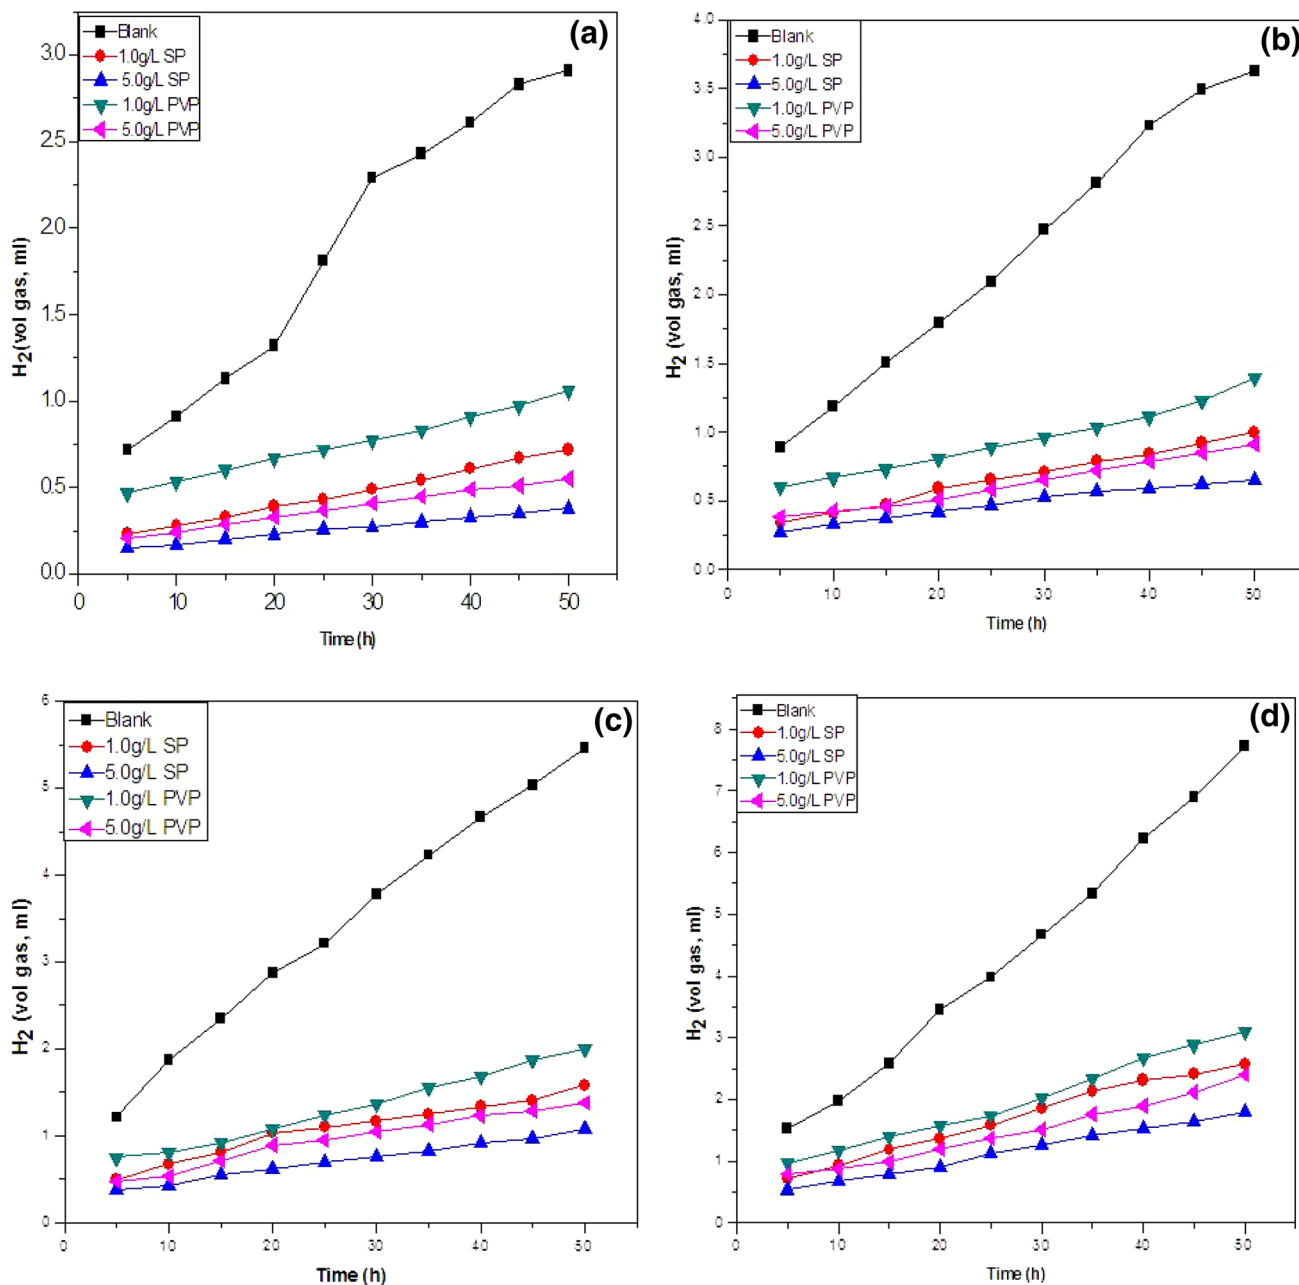 (a)
Blank
1.0g/L SP
5.0g/L SP
1.0g/L PVP
5.0g/L PVP
3.0
2.5
2.0
1.5
1.0
0.5
0.0
H2(vol gas, ml)
0 10 20 30 40 50
Time (h)
(b)
Blank
1.0g/L SP
5.0g/L SP
1.0g/L PVP
5.0g/L PVP
4.0
3.5
3.0
2.5
2.0
1.5
1.0
0.5
0.0
H2 (vol gas, ml)
0 10 20 30 40 50
Time (h)
(c)
Blank
1.0g/L SP
5.0g/L SP
1.0g/L PVP
5.0g/L PVP
6
5
4
3
2
1
0
H2 (vol gas, ml)
0 10 20 30 40 50
Time (h)
(d)
Blank
1.0g/L SP
5.0g/L SP
1.0g/L PVP
5.0g/L PVP
8
7
6
5
4
3
2
1
0
H2 (vol gas, ml)
0 10 20 30 40 50
Time (h)